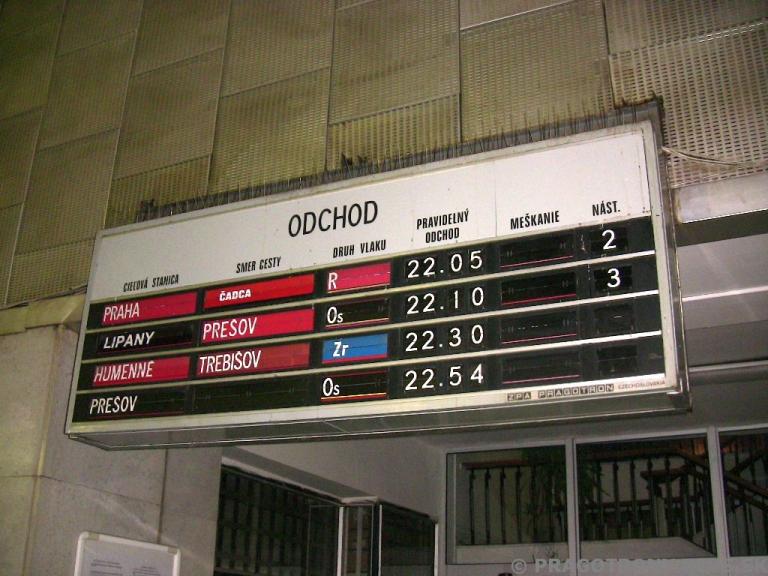 ODCHOD
CIEĽOVÁ STANICA SMER CESTY DRUH VLAKU PRAVIDELNÝ ODCHOD MEŠKANIE NÁST.
PRAHA ČADCA R 22.05 2
LIPANY PREŠOV Os 22.10 3
HUMENNÉ TREBIŠOV Zr 22.30
PREŠOV Os 22.54
ZPA PRAGOTRON CZECHOSLOVAKIA